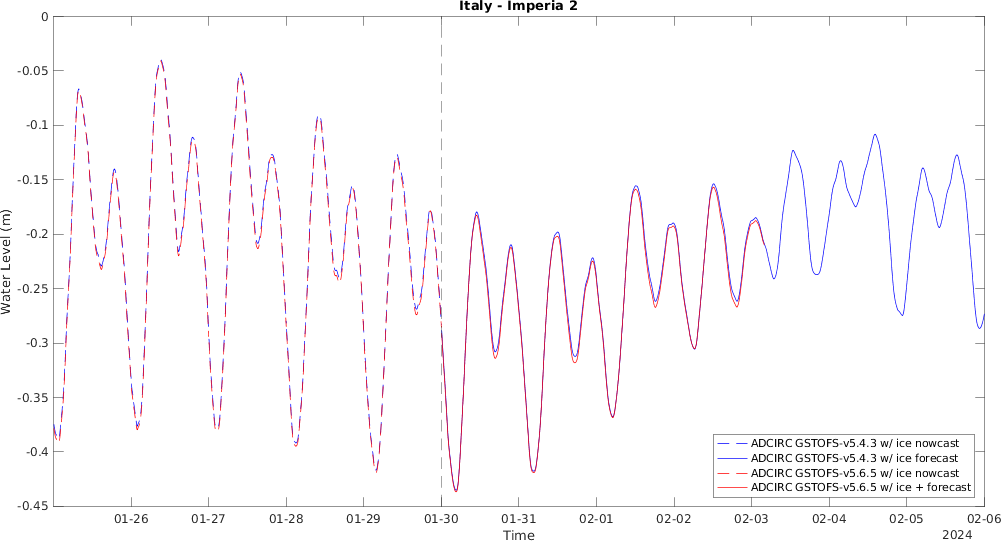 Italy - Imperia 2
0
-0.05
-0.1
-0.15
-0.2
-0.25
-0.3
-0.35
-0.4
-0.45
Water Level (m)
ADCIRC GSTOFS-v5.4.3 w/ ice nowcast
ADCIRC GSTOFS-v5.4.3 w/ ice forecast
ADCIRC GSTOFS-v5.6.5 w/ ice nowcast
ADCIRC GSTOFS-v5.6.5 w/ ice + forecast
01-26 01-27 01-28 01-29 01-30 01-31 02-01 02-02 02-03 02-04 02-05 02-06
Time
2024